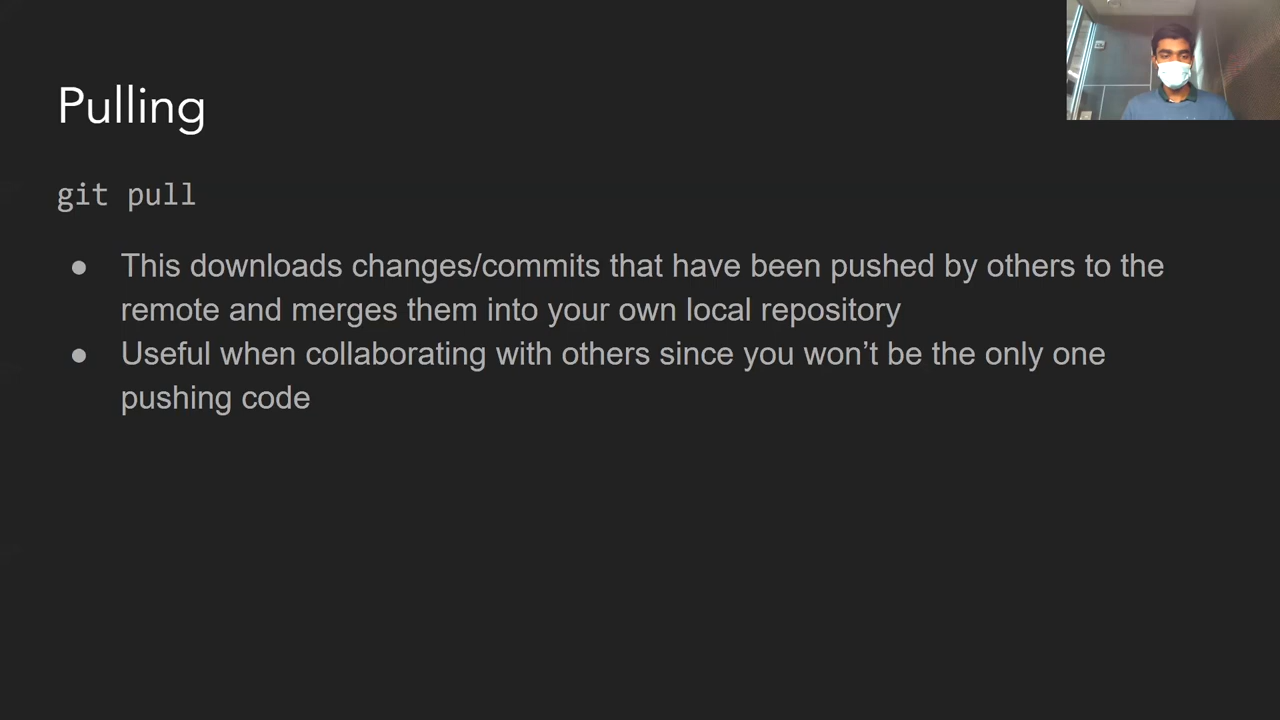 Pulling
git pull
● This downloads changes/commits that have been pushed by others to the
remote and merges them into your own local repository
● Useful when collaborating with others since you won’t be the only one
pushing code